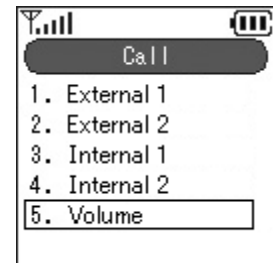 Call
1. External 1
2. External 2
3. Internal 1
4. Internal 2
5. Volume